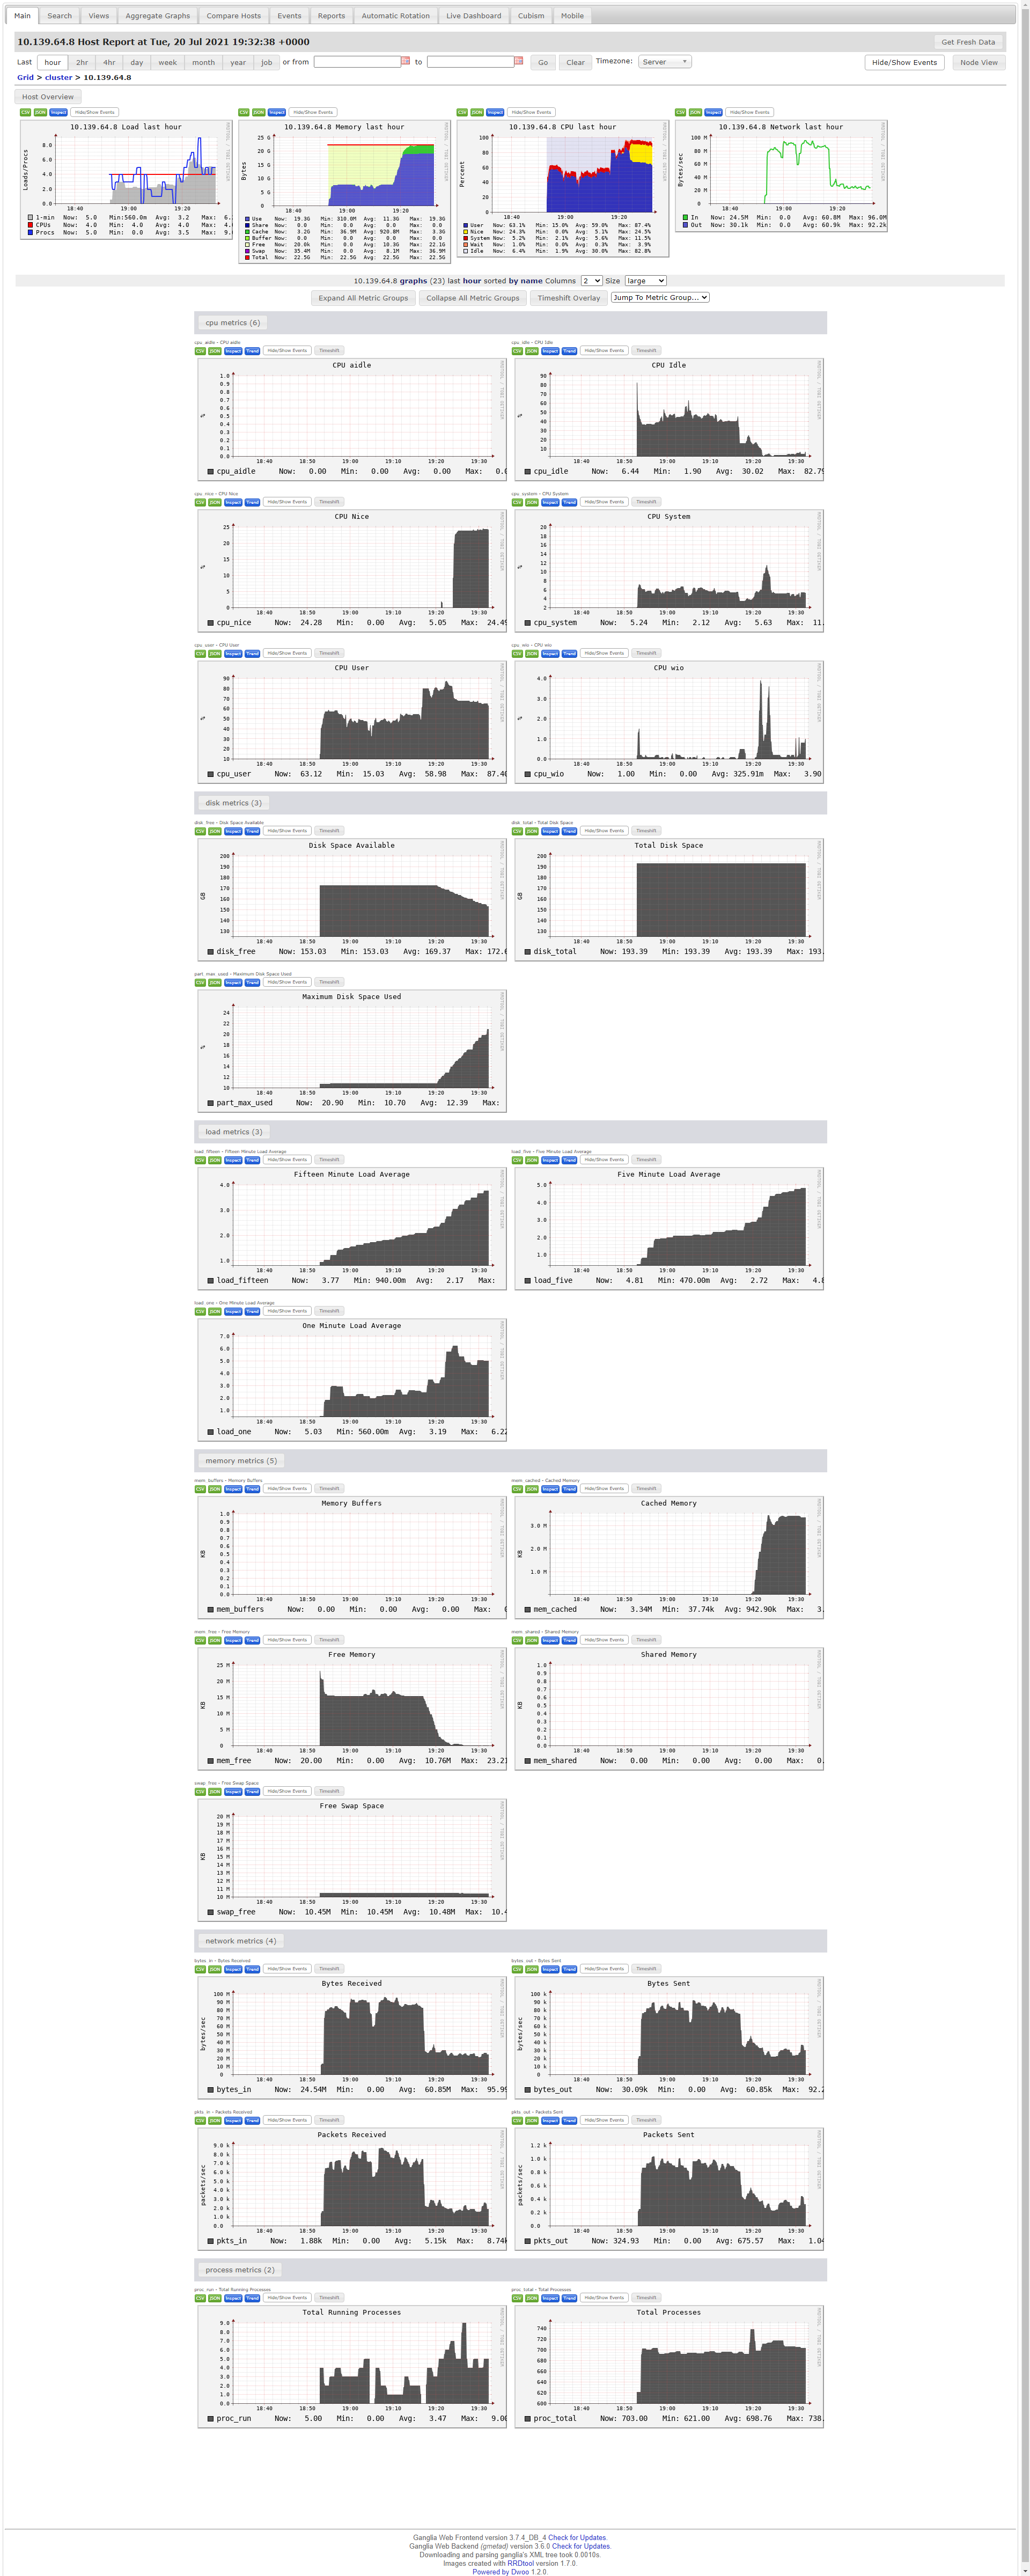 Main Search Views Aggregate Graphs Compare Hosts Events Reports Automatic Rotation Live Dashboard Cubism Mobile
10.139.64.8 Host Report at Tue, 20 Jul 2021 19:32:38 +0000
Get Fresh Data
Last hour 2hr 4hr day week month year job or from to Go Clear Timezone: Server Hide/Show Events Node View
Grid > cluster > 10.139.64.8
Host Overview
10.139.64.8 Load last hour
1-min Now: 5.0 Min:560.0m Avg: 3.2 Max: 6.
CPUs Now: 4.0 Min: 4.0 Avg: 4.0 Max: 4.
Procs Now: 5.0 Min: 0.0 Avg: 3.5 Max:
10.139.64.8 Memory last hour
Use Now: 19.3G Min: 310.0M Avg: 11.3G Max: 19.3G
Share Now: 0.0 Min: 0.0 Avg: 0.0 Max: 0.0
Cache Now: 3.2G Min: 36.9M Avg: 920.8M Max: 3.3G
Buffer Now: 0.0 Min: 0.0 Avg: 0.0 Max: 0.0
Free Now: 20.0k Min: 0.0 Avg: 10.3G Max: 22.1G
Swap Now: 35.4M Min: 0.0 Avg: 8.1M Max: 36.9M
Total Now: 22.5G Min: 22.5G Avg: 22.5G Max: 22.5G
10.139.64.8 CPU last hour
User Now: 63.1% Min: 15.0% Avg: 59.0% Max: 87.4%
Nice Now: 24.3% Min: 0.0% Avg: 5.1% Max: 24.5%
System Now: 5.2% Min: 2.1% Avg: 5.6% Max: 11.5%
Wait Now: 1.0% Min: 0.0% Avg: 0.3% Max: 3.9%
Idle Now: 6.4% Min: 1.9% Avg: 30.0% Max: 82.8%
10.139.64.8 Network last hour
In Now: 24.5M Min: 0.0 Avg: 60.8M Max: 96.0M
Out Now: 30.1k Min: 0.0 Avg: 60.9k Max: 92.2k
10.139.64.8 graphs (23) last hour sorted by name Columns 2 Size large
Expand All Metric Groups Collapse All Metric Groups Timeshift Overlay Jump To Metric Group...
cpu metrics (6)
CPU aidle
cpu_aidle Now: 0.00 Min: 0.00 Avg: 0.00 Max: 0.0
CPU Idle
cpu_idle Now: 6.44 Min: 1.90 Avg: 30.02 Max: 82.79
CPU Nice
cpu_nice Now: 24.28 Min: 0.00 Avg: 5.05 Max: 24.49
CPU System
cpu_system Now: 5.24 Min: 2.12 Avg: 5.63 Max: 11.
CPU User
cpu_user Now: 63.12 Min: 15.03 Avg: 58.98 Max: 87.40
CPU wio
cpu_wio Now: 1.00 Min: 0.00 Avg: 325.91m Max: 3.90
disk metrics (3)
Disk Space Available
disk_free Now: 153.03 Min: 153.03 Avg: 169.37 Max: 172.6
Total Disk Space
disk_total Now: 193.39 Min: 193.39 Avg: 193.39 Max: 193.
Maximum Disk Space Used
part_max_used Now: 20.90 Min: 10.70 Avg: 12.39 Max:
load metrics (3)
Fifteen Minute Load Average
load_fifteen Now: 3.77 Min: 940.00m Avg: 2.17 Max:
Five Minute Load Average
load_five Now: 4.81 Min: 470.00m Avg: 2.72 Max: 4.8
One Minute Load Average
load_one Now: 5.03 Min: 560.00m Avg: 3.19 Max: 6.22
memory metrics (5)
Memory Buffers
mem_buffers Now: 0.00 Min: 0.00 Avg: 0.00 Max: 0
Cached Memory
mem_cached Now: 3.34M Min: 37.74k Avg: 942.90k Max: 3.
Free Memory
mem_free Now: 20.00 Min: 0.00 Avg: 10.76M Max: 23.21
Shared Memory
mem_shared Now: 0.00 Min: 0.00 Avg: 0.00 Max: 0.
Free Swap Space
swap_free Now: 10.45M Min: 10.45M Avg: 10.48M Max: 10.4
network metrics (4)
Bytes Received
bytes_in Now: 24.54M Min: 0.00 Avg: 60.85M Max: 95.99
Bytes Sent
bytes_out Now: 30.09k Min: 0.00 Avg: 60.85k Max: 92.2
Packets Received
pkts_in Now: 1.88k Min: 0.00 Avg: 5.15k Max: 8.74k
Packets Sent
pkts_out Now: 324.93 Min: 0.00 Avg: 675.57 Max: 1.04
process metrics (2)
Total Running Processes
proc_run Now: 5.00 Min: 0.00 Avg: 3.47 Max: 9.00
Total Processes
proc_total Now: 703.00 Min: 621.00 Avg: 698.76 Max: 738.
Ganglia Web Frontend version 3.7.4_DB_4 Check for Updates.
Ganglia Web Backend (gmetad) version 3.6.0 Check for Updates.
Downloading and parsing ganglia's XML tree took 0.0010s.
Images created with RRDtool version 1.7.0.
Powered by Dwoo 1.2.0.